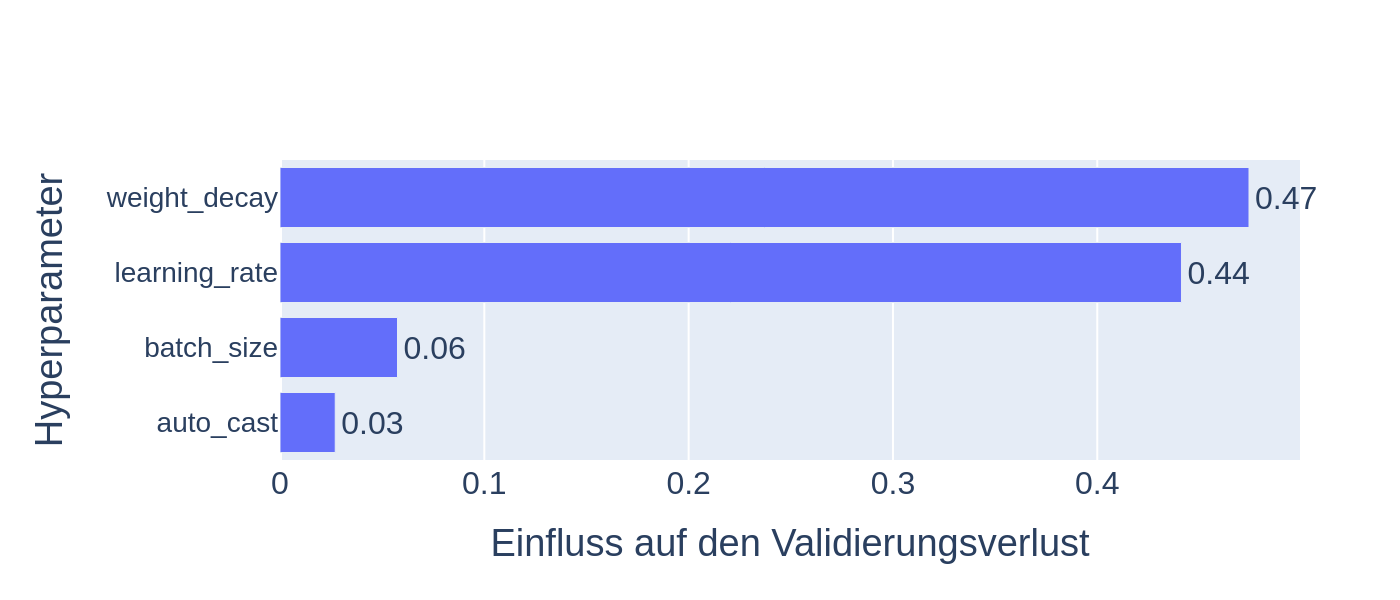 Hyperparameter
weight_decay 0.47
learning_rate 0.44
batch_size 0.06
auto_cast 0.03
0 0.1 0.2 0.3 0.4
Einfluss auf den Validierungsverlust